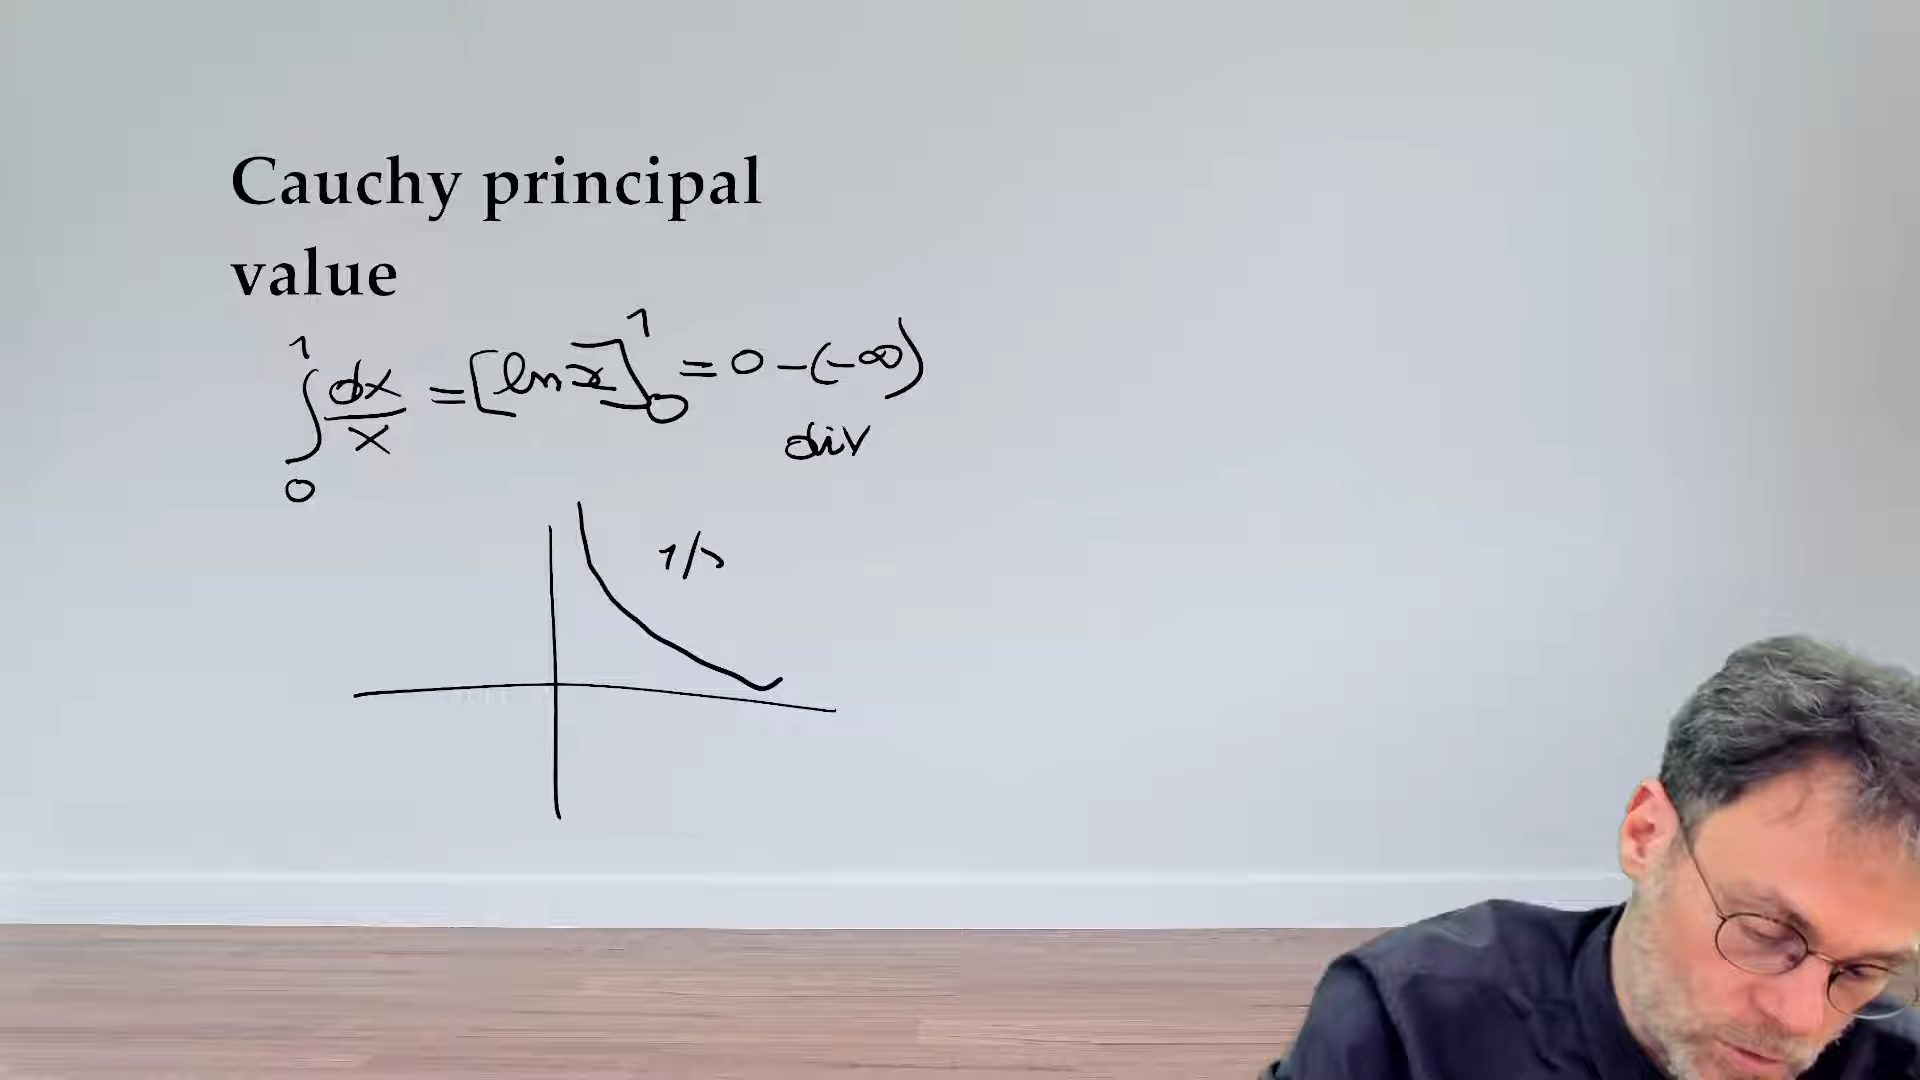 Cauchy principal
value
∫₀¹ dx/x = [ln x]₀¹ = 0 - (-∞)
div
1/